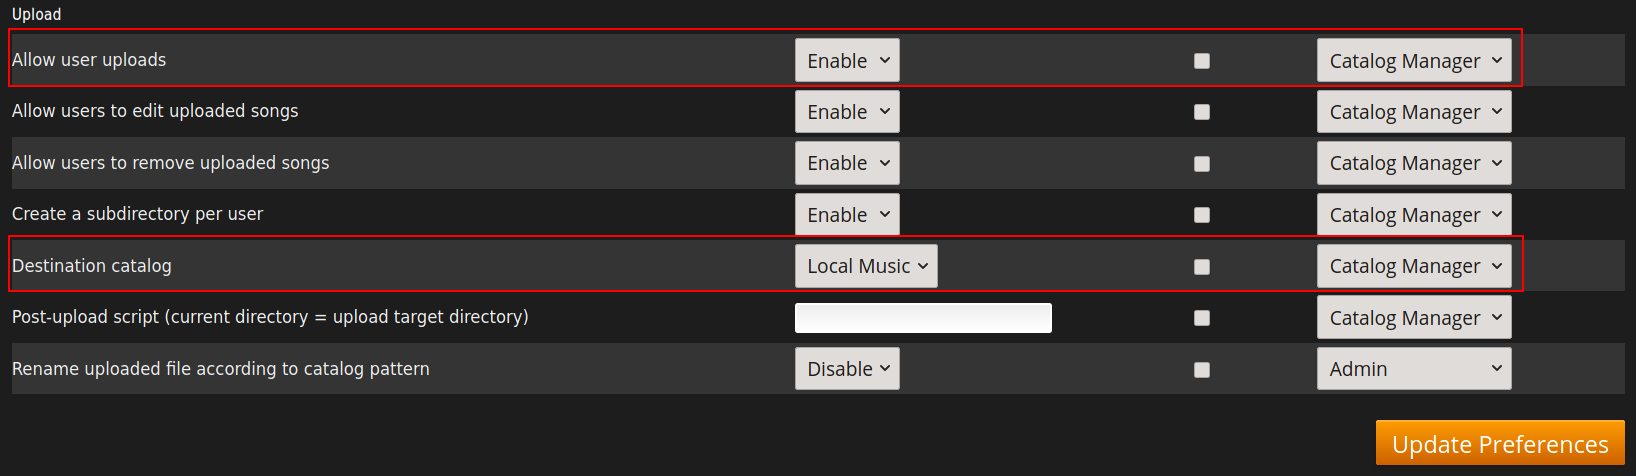 Upload
Allow user uploads Enable Catalog Manager
Allow users to edit uploaded songs Enable Catalog Manager
Allow users to remove uploaded songs Enable Catalog Manager
Create a subdirectory per user Enable Catalog Manager
Destination catalog Local Music Catalog Manager
Post-upload script (current directory = upload target directory) Catalog Manager
Rename uploaded file according to catalog pattern Disable Admin
Update Preferences